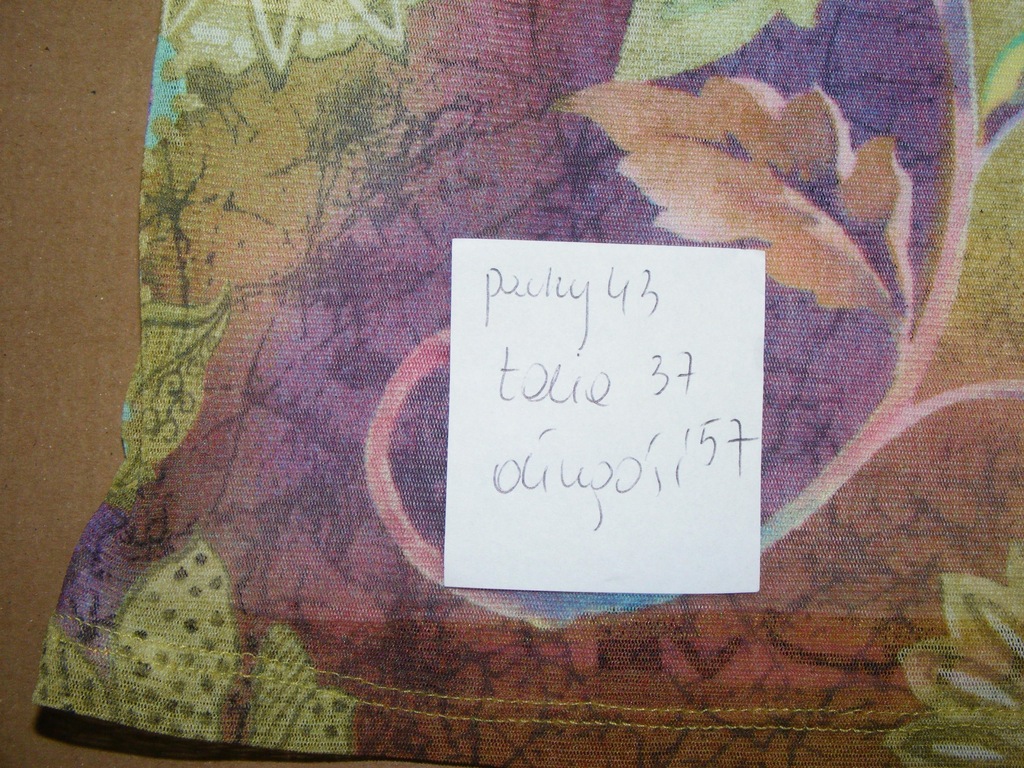 pachy 43
talia 37
długość 57